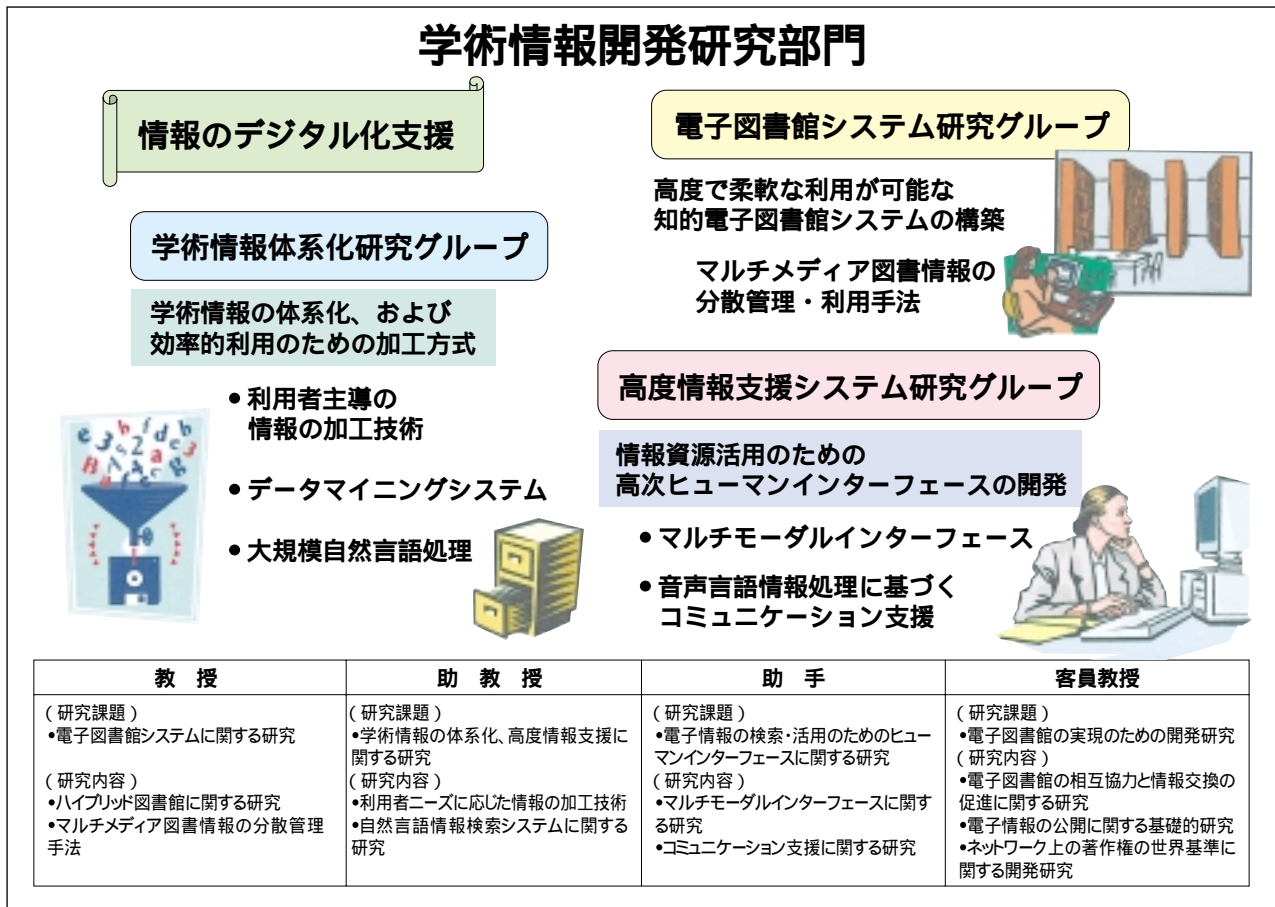 学術情報開発研究部門
情報のデジタル化支援
学術情報体系化研究グループ
学術情報の体系化、および
効率的利用のための加工方式
•利用者主導の
情報の加工技術
•データマイニングシステム
•大規模自然言語処理
電子図書館システム研究グループ
高度で柔軟な利用が可能な
知的電子図書館システムの構築
マルチメディア図書情報の
分散管理・利用手法
高度情報支援システム研究グループ
情報資源活用のための
高次ヒューマンインターフェースの開発
•マルチモーダルインターフェース
•音声言語情報処理に基づく
コミュニケーション支援
教 授
(研究課題)
•電子図書館システムに関する研究
(研究内容)
•ハイブリッド図書館に関する研究
•マルチメディア図書情報の分散管理
手法
助 教 授
(研究課題)
•学術情報の体系化、高度情報支援に
関する研究
(研究内容)
•利用者ニーズに応じた情報の加工技術
•自然言語情報検索システムに関する
研究
助 手
(研究課題)
•電子情報の検索・活用のためのヒュー
マンインターフェースに関する研究
(研究内容)
•マルチモーダルインターフェースに関す
る研究
•コミュニケーション支援に関する研究
客員教授
(研究課題)
•電子図書館の実現のための開発研究
(研究内容)
•電子図書館の相互協力と情報交換の
促進に関する研究
•電子情報の公開に関する基礎的研究
•ネットワーク上の著作権の世界基準に
関する開発研究